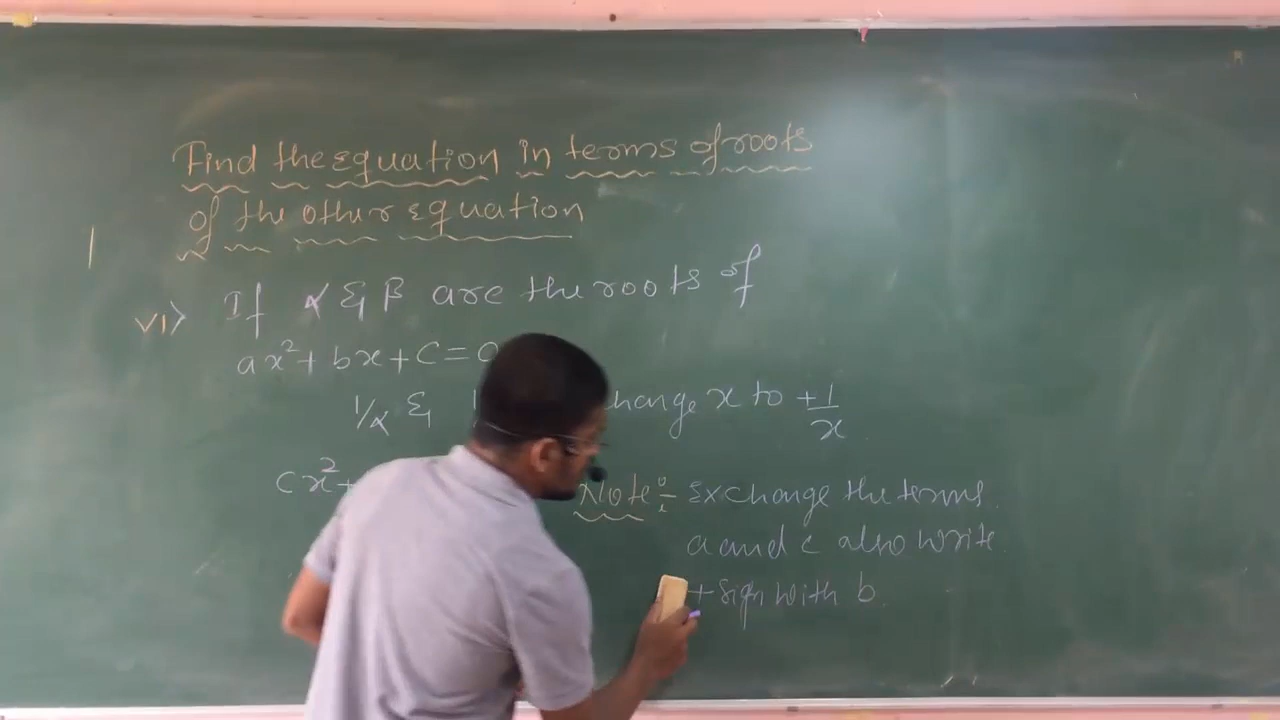 Find the Equation in terms of roots
of the other Equation
VI> If α & β are the roots of
ax²+bx+c=0
1/α & change x to +1/x
cx²+
Note:- Exchange the terms.
a and c also write
+ sign with b.